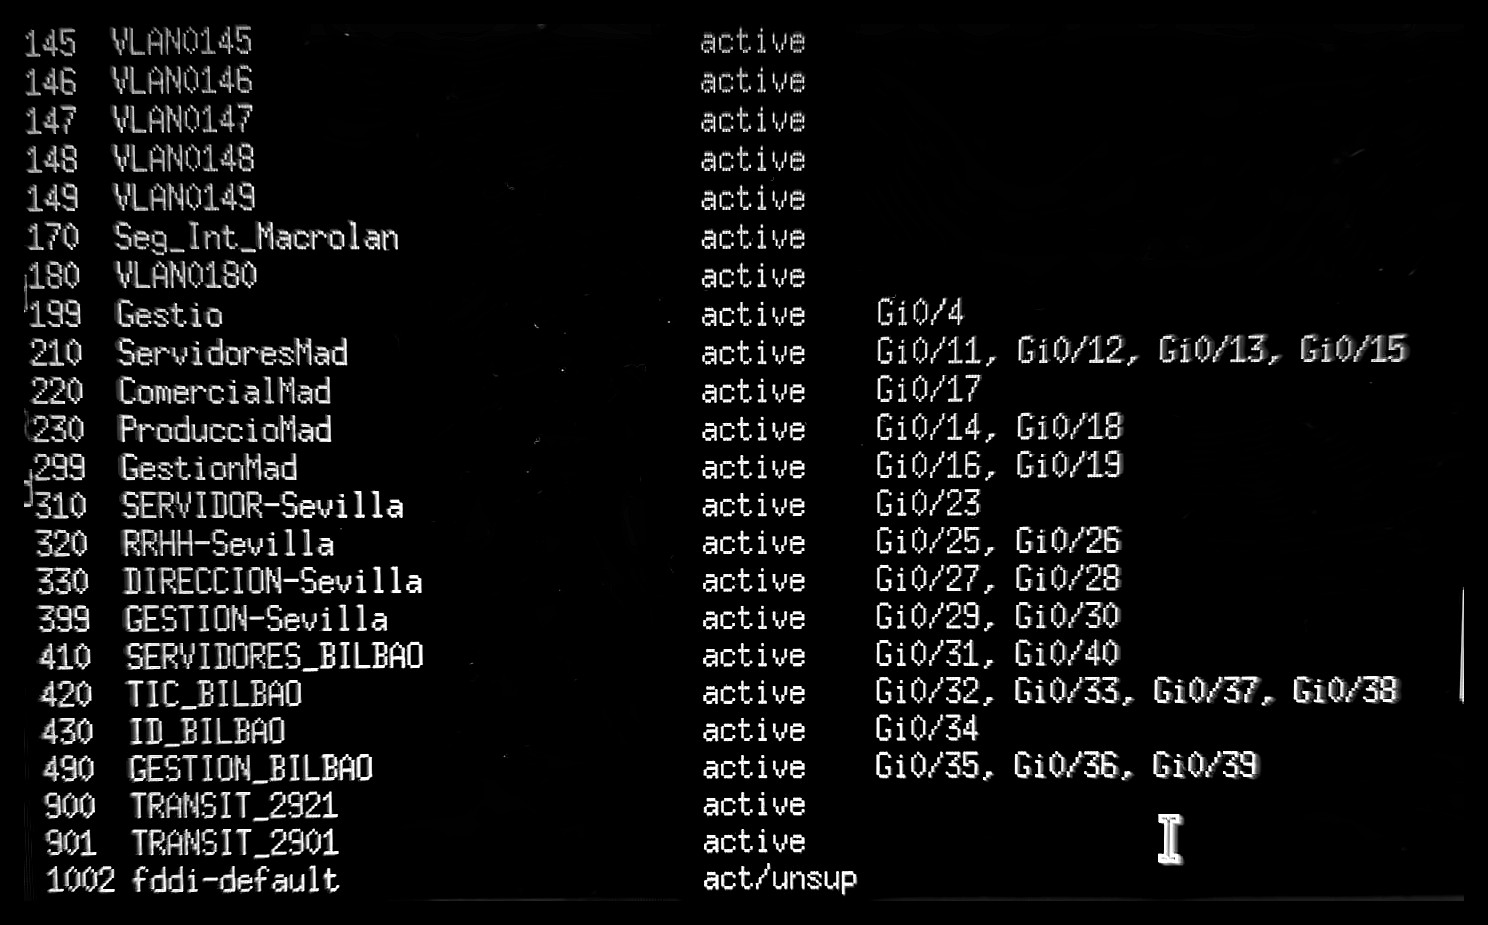 145 VLAN0145 active
146 VLAN0146 active
147 VLAN0147 active
148 VLAN0148 active
149 VLAN0149 active
170 Seg_Int_Macrolan active
180 VLAN0180 active
199 Gestio active Gi0/4
210 ServidoresMad active Gi0/11, Gi0/12, Gi0/13, Gi0/15
220 ComercialMad active Gi0/17
230 ProduccioMad active Gi0/14, Gi0/18
299 GestionMad active Gi0/16, Gi0/19
310 SERVIDOR-Sevilla active Gi0/23
320 RRHH-Sevilla active Gi0/25, Gi0/26
330 DIRECCION-Sevilla active Gi0/27, Gi0/28
399 GESTION-Sevilla active Gi0/29, Gi0/30
410 SERVIDORES_BILBAO active Gi0/31, Gi0/40
420 TIC_BILBAO active Gi0/32, Gi0/33, Gi0/37, Gi0/38
430 ID_BILBAO active Gi0/34
490 GESTION_BILBAO active Gi0/35, Gi0/36, Gi0/39
900 TRANSIT_2921 active
901 TRANSIT_2901 active
1002 fddi-default act/unsup